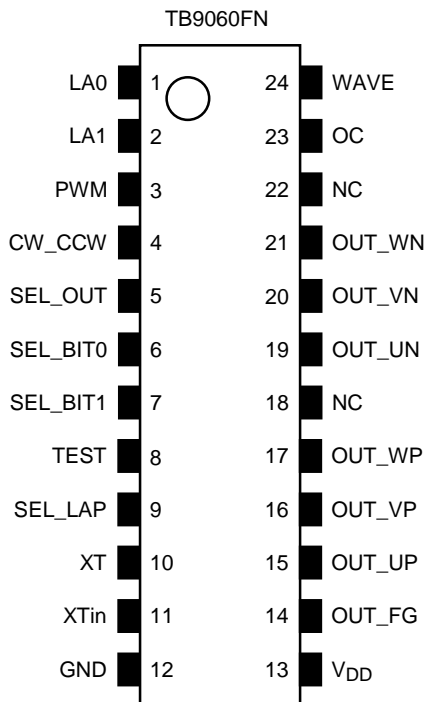 TB9060FN
LA0 1 24 WAVE
LA1 2 23 OC
PWM 3 22 NC
CW_CCW 4 21 OUT_WN
SEL_OUT 5 20 OUT_VN
SEL_BIT0 6 19 OUT_UN
SEL_BIT1 7 18 NC
TEST 8 17 OUT_WP
SEL_LAP 9 16 OUT_VP
XT 10 15 OUT_UP
XTin 11 14 OUT_FG
GND 12 13 VDD